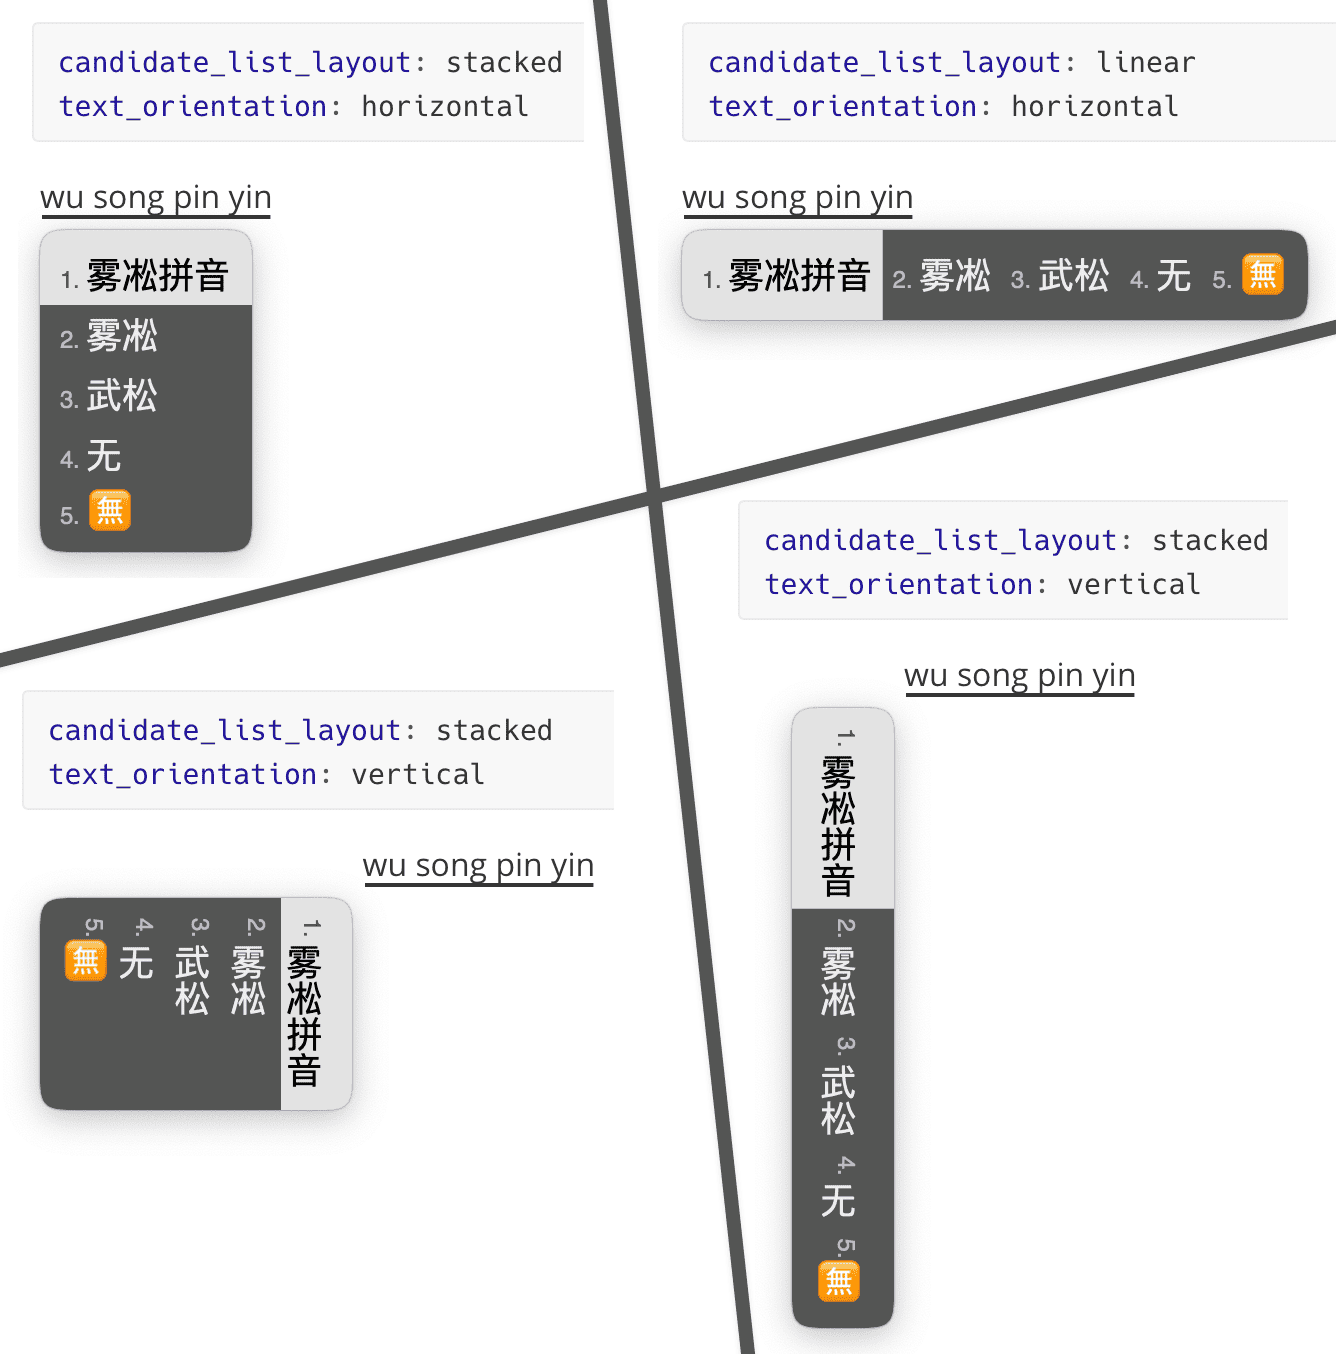 candidate_list_layout: stacked
text_orientation: horizontal
wu song pin yin
1. 雾凇拼音
2. 雾凇
3. 武松
4. 无
5. 🈚
candidate_list_layout: linear
text_orientation: horizontal
wu song pin yin
1. 雾凇拼音 2. 雾凇 3. 武松 4. 无 5. 🈚
candidate_list_layout: stacked
text_orientation: vertical
wu song pin yin
1. 雾凇拼音
2. 雾凇
3. 武松
4. 无
5. 🈚
candidate_list_layout: stacked
text_orientation: vertical
wu song pin yin
1. 雾凇拼音 2. 雾凇 3. 武松 4. 无 5. 🈚